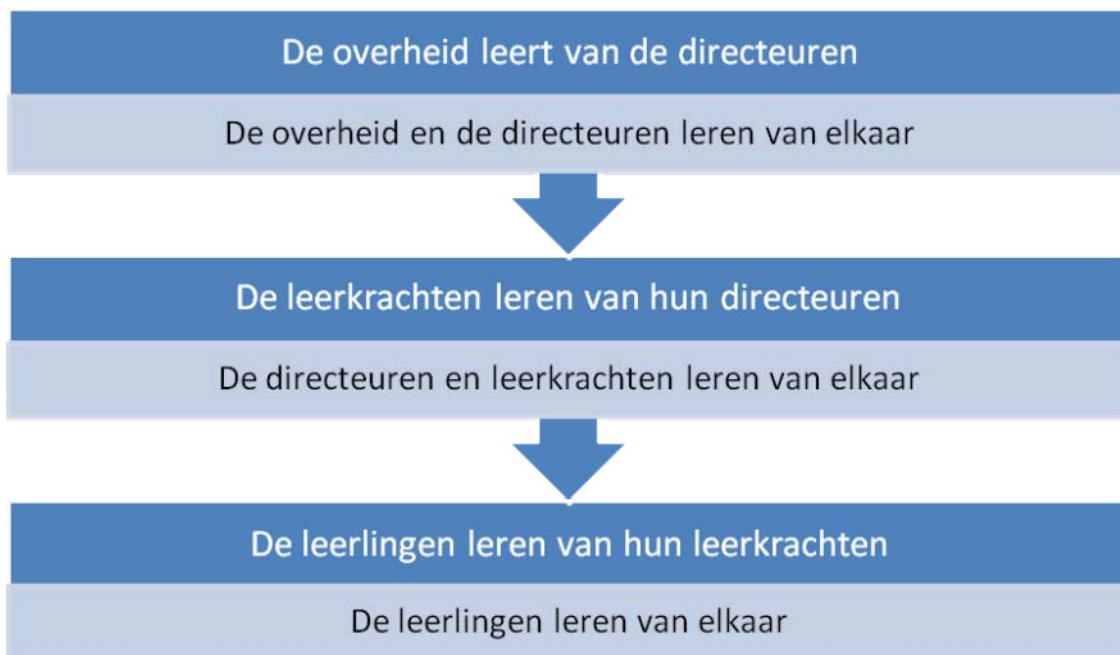 De overheid leert van de directeuren
De overheid en de directeuren leren van elkaar
De leerkrachten leren van hun directeuren
De directeuren en leerkrachten leren van elkaar
De leerlingen leren van hun leerkrachten
De leerlingen leren van elkaar